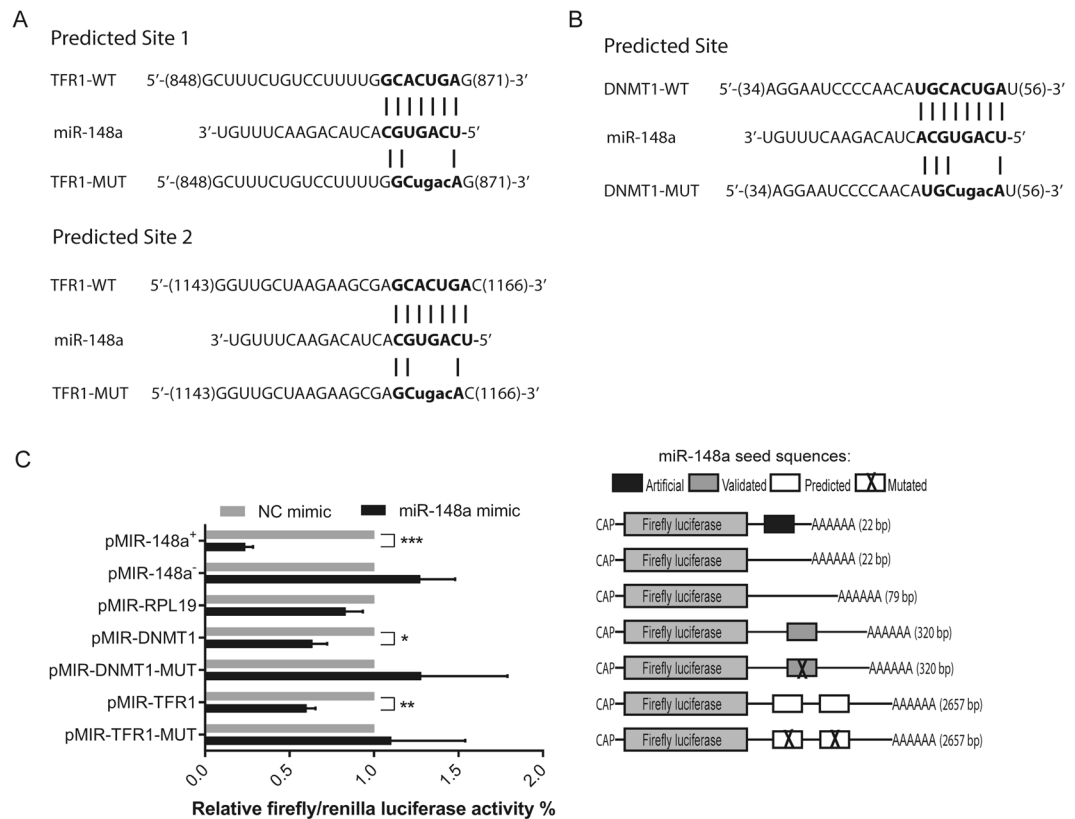 A
Predicted Site 1
TFR1-WT 5’-(848)GCUUUCUGUCCUUUUGGCACUGAG(871)-3’
miR-148a 3’-UGUUUCAAGACAUCACGUGACU-5’
TFR1-MUT 5’-(848)GCUUUCUGUCCUUUUGGCugacAG(871)-3’
Predicted Site 2
TFR1-WT 5’-(1143)GGUUGCUAAGAAGCGAGCACUGAC(1166)-3’
miR-148a 3’-UGUUUCAAGACAUCACGUGACU-5’
TFR1-MUT 5’-(1143)GGUUGCUAAGAAGCGAGCugacAC(1166)-3’
B
Predicted Site
DNMT1-WT 5’-(34)AGGAAUCCCCAACAUGCACUGAU(56)-3’
miR-148a 3’-UGUUUCAAGACAUCACGUGACU-5’
DNMT1-MUT 5’-(34)AGGAAUCCCCAACAUGCugacAU(56)-3’
C
NC mimic miR-148a mimic
pMIR-148a+ ***
pMIR-148a-
pMIR-RPL19
pMIR-DNMT1 *
pMIR-DNMT1-MUT
pMIR-TFR1 **
pMIR-TFR1-MUT
0.0 0.5 1.0 1.5 2.0
Relative firefly/renilla luciferase activity %
miR-148a seed squences:
Artificial Validated Predicted X Mutated
CAP Firefly luciferase AAAAAA (22 bp)
CAP Firefly luciferase AAAAAA (22 bp)
CAP Firefly luciferase AAAAAA (79 bp)
CAP Firefly luciferase AAAAAA (320 bp)
CAP Firefly luciferase X AAAAAA (320 bp)
CAP Firefly luciferase AAAAAA (2657 bp)
CAP Firefly luciferase X X AAAAAA (2657 bp)